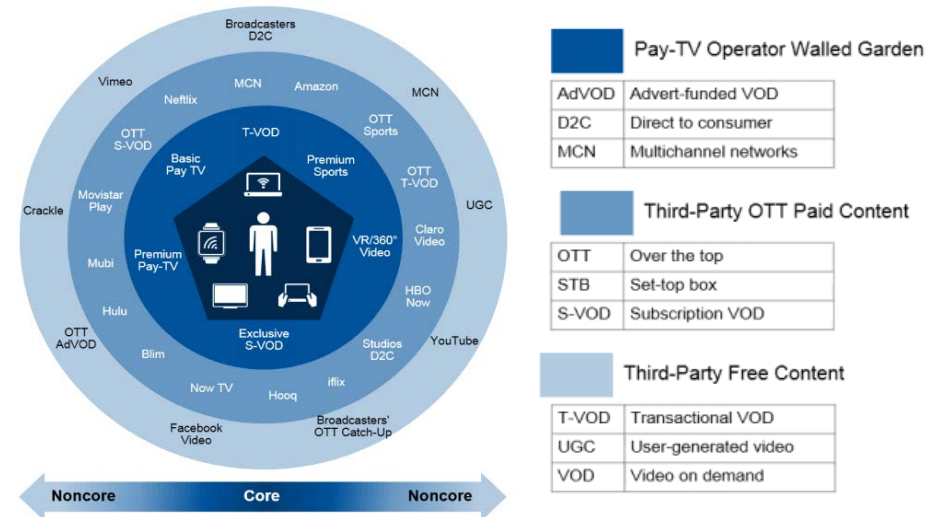 Broadcasters
D2C
Vimeo
MCN
Crackle
UGC
OTT
AdVOD
YouTube
Facebook
Video
Broadcasters'
OTT Catch-Up
Neftlix
MCN
Amazon
OTT
S-VOD
OTT
Sports
OTT
T-VOD
Movistar
Play
Claro
Video
Mubi
HBO
Now
Hulu
Studios
D2C
Blim
Now TV
Hooq
iflix
T-VOD
Basic
Pay TV
Premium
Sports
Premium
Pay-TV
VR/360°
Video
Exclusive
S-VOD
Noncore
Core
Noncore
Pay-TV Operator Walled Garden
AdVOD Advert-funded VOD
D2C Direct to consumer
MCN Multichannel networks
Third-Party OTT Paid Content
OTT Over the top
STB Set-top box
S-VOD Subscription VOD
Third-Party Free Content
T-VOD Transactional VOD
UGC User-generated video
VOD Video on demand